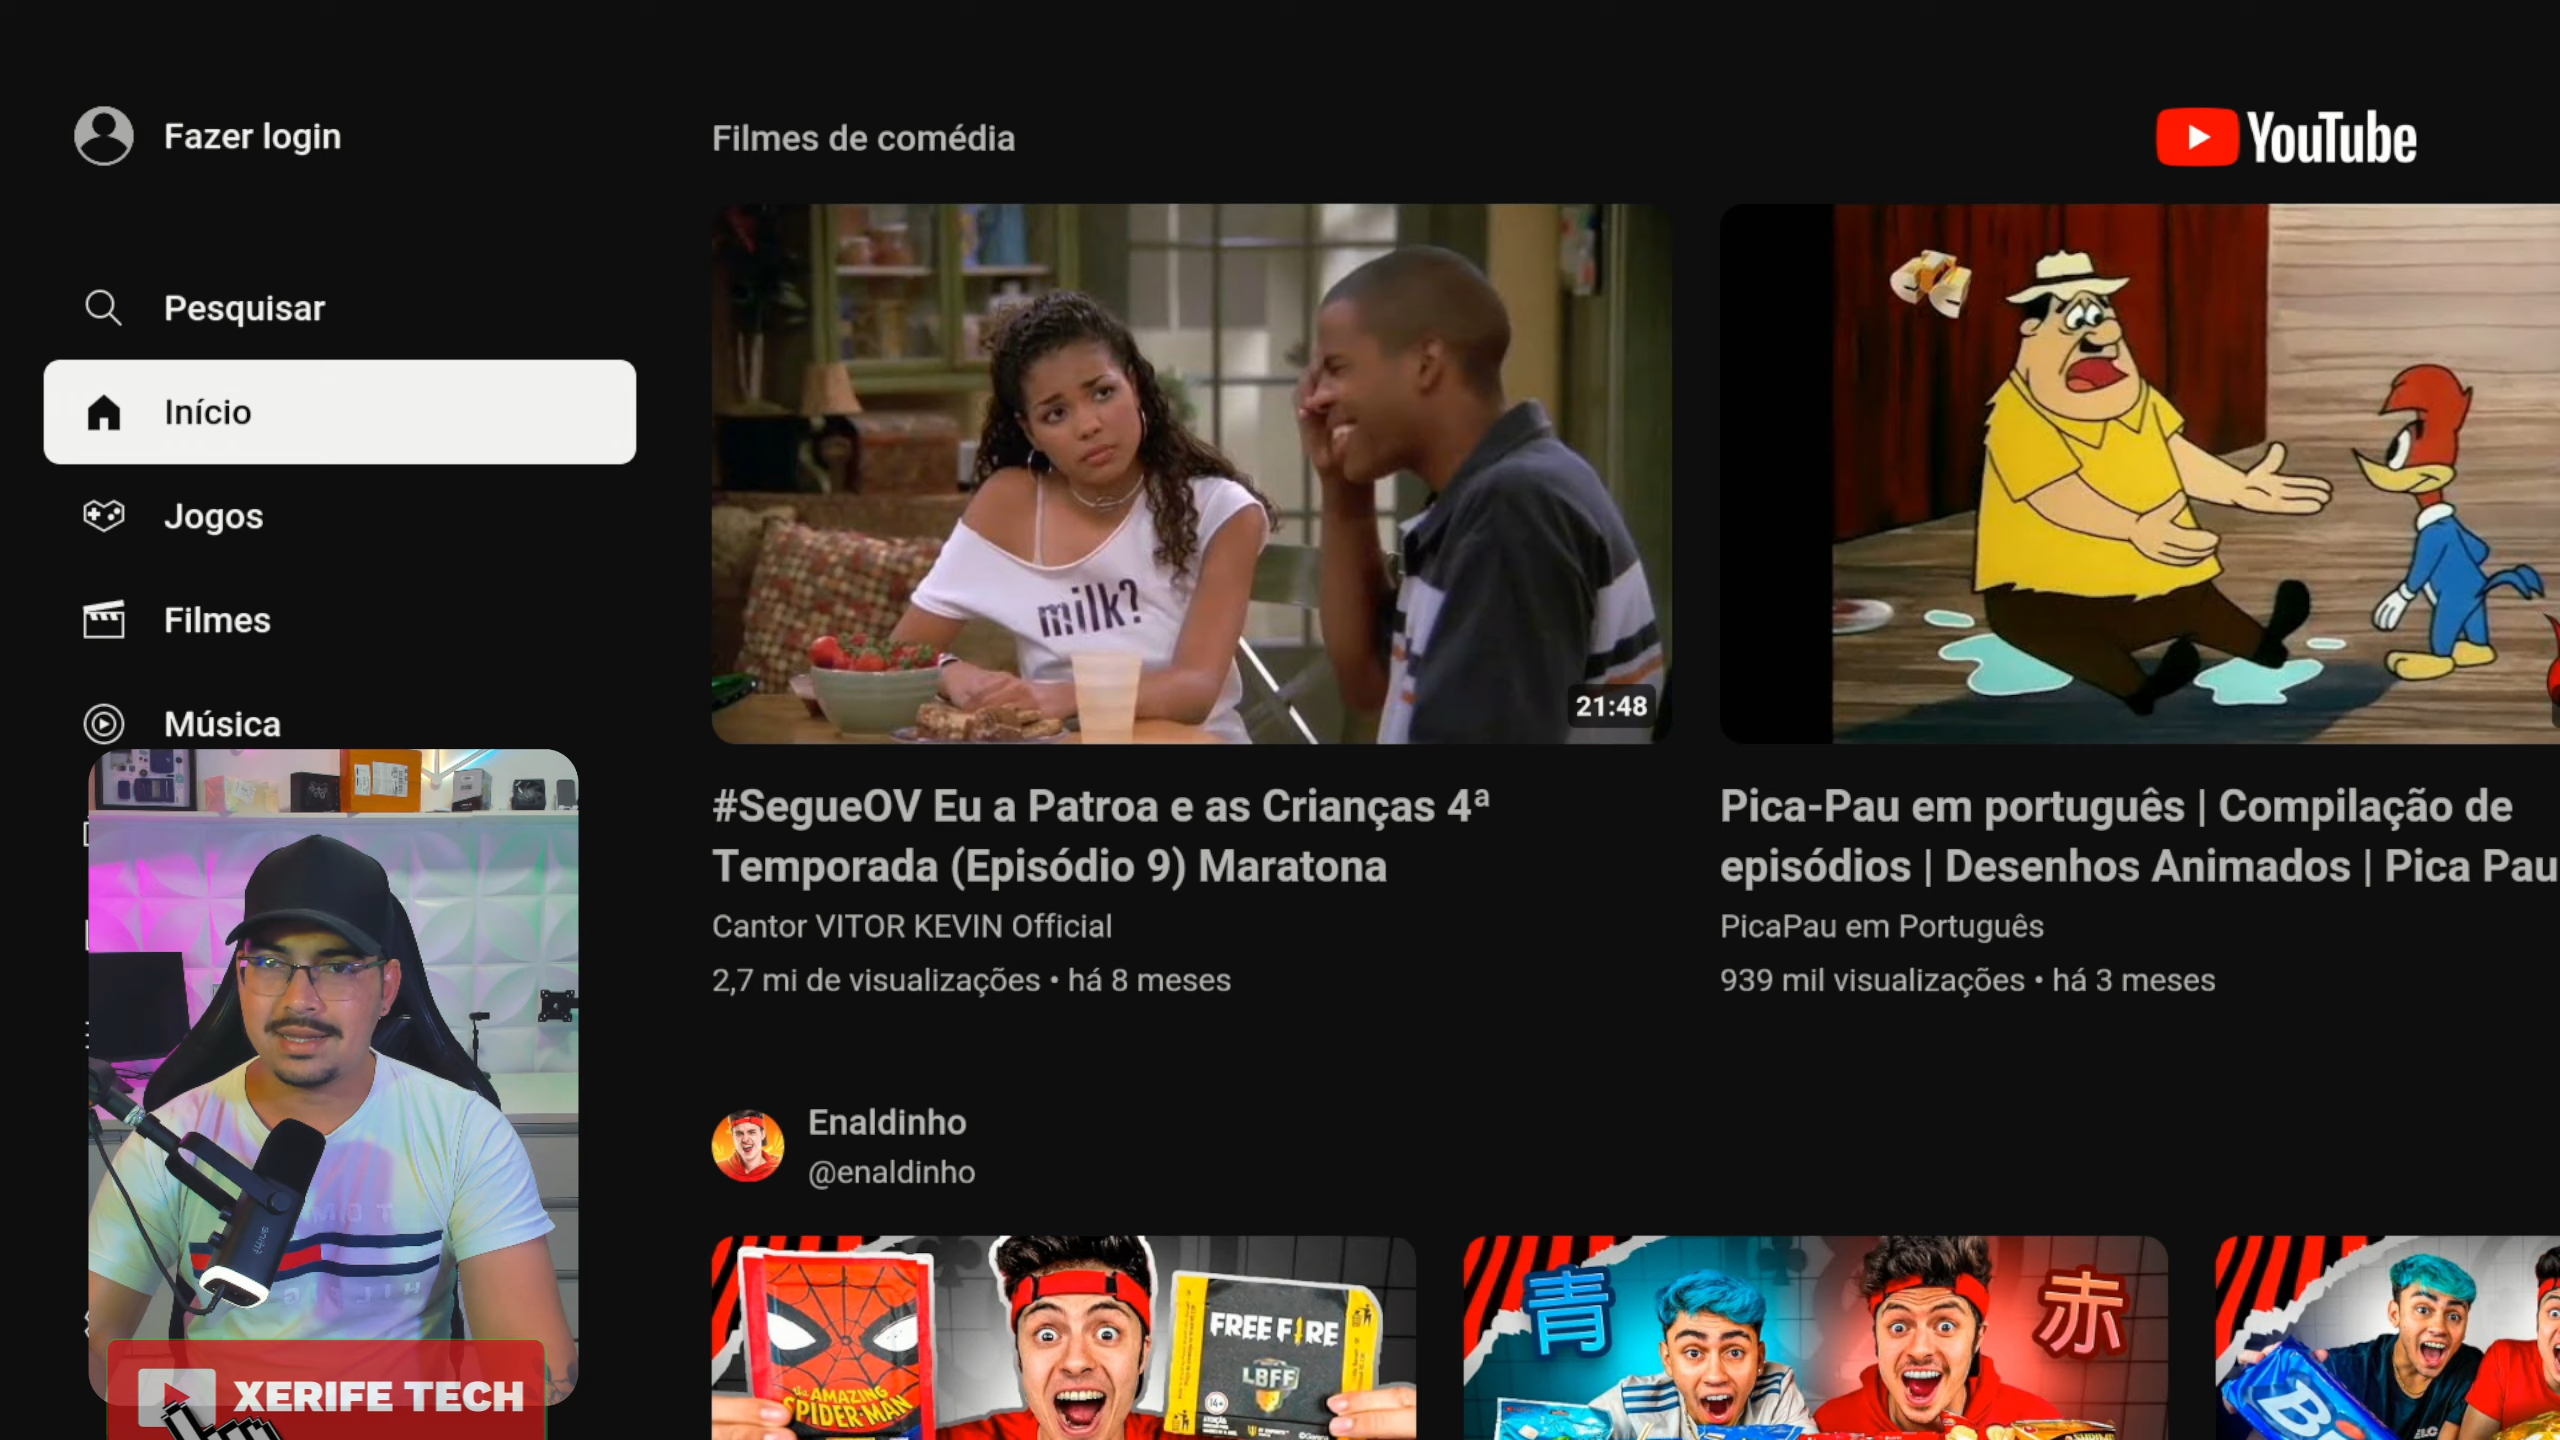 Fazer login
Pesquisar
Início
Jogos
Filmes
Música
XERIFE TECH
Filmes de comédia
YouTube
milk?
21:48
#SegueOV Eu a Patroa e as Crianças 4ª
Temporada (Episódio 9) Maratona
Cantor VITOR KEVIN Official
2,7 mi de visualizações • há 8 meses
Pica-Pau em português | Compilação de
episódios | Desenhos Animados | Pica Pau
PicaPau em Português
939 mil visualizações • há 3 meses
Enaldinho
@enaldinho
the AMAZING
SPIDER-MAN
FREE FIRE
LBFF
青
赤